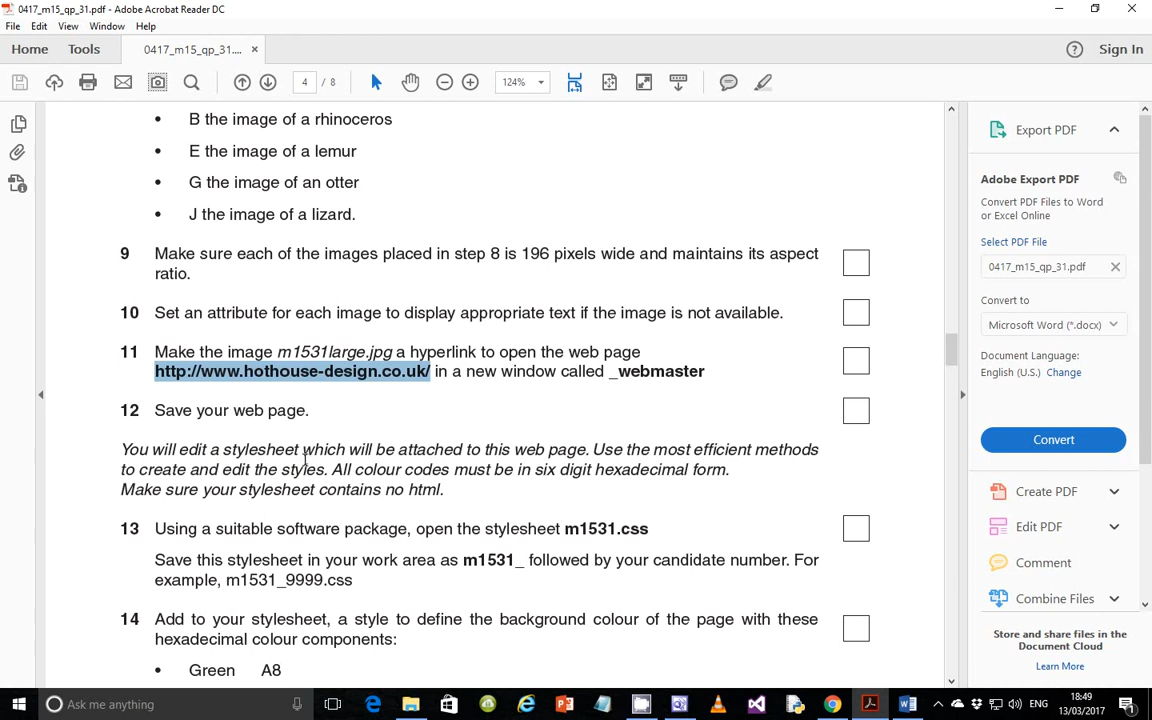 0417_m15_qp_31.pdf - Adobe Acrobat Reader DC
File Edit View Window Help
Home Tools 0417_m15_qp_31.... × Sign In
4 / 8 124%
B the image of a rhinoceros
E the image of a lemur
G the image of an otter
J the image of a lizard.
9 Make sure each of the images placed in step 8 is 196 pixels wide and maintains its aspect
ratio.
10 Set an attribute for each image to display appropriate text if the image is not available.
11 Make the image m1531large.jpg a hyperlink to open the web page
http://www.hothouse-design.co.uk/ in a new window called _webmaster
12 Save your web page.
You will edit a stylesheet which will be attached to this web page. Use the most efficient methods
to create and edit the styles. All colour codes must be in six digit hexadecimal form.
Make sure your stylesheet contains no html.
13 Using a suitable software package, open the stylesheet m1531.css
Save this stylesheet in your work area as m1531_ followed by your candidate number. For
example, m1531_9999.css
14 Add to your stylesheet, a style to define the background colour of the page with these
hexadecimal colour components:
Green A8
Export PDF
Adobe Export PDF
Convert PDF Files to Word
or Excel Online
Select PDF File
0417_m15_qp_31.pdf
Convert to
Microsoft Word (*.docx)
Document Language:
English (U.S.) Change
Convert
Create PDF
Edit PDF
Comment
Combine Files
Store and share files in the
Document Cloud
Learn More
Ask me anything
ENG
18:49
13/03/2017